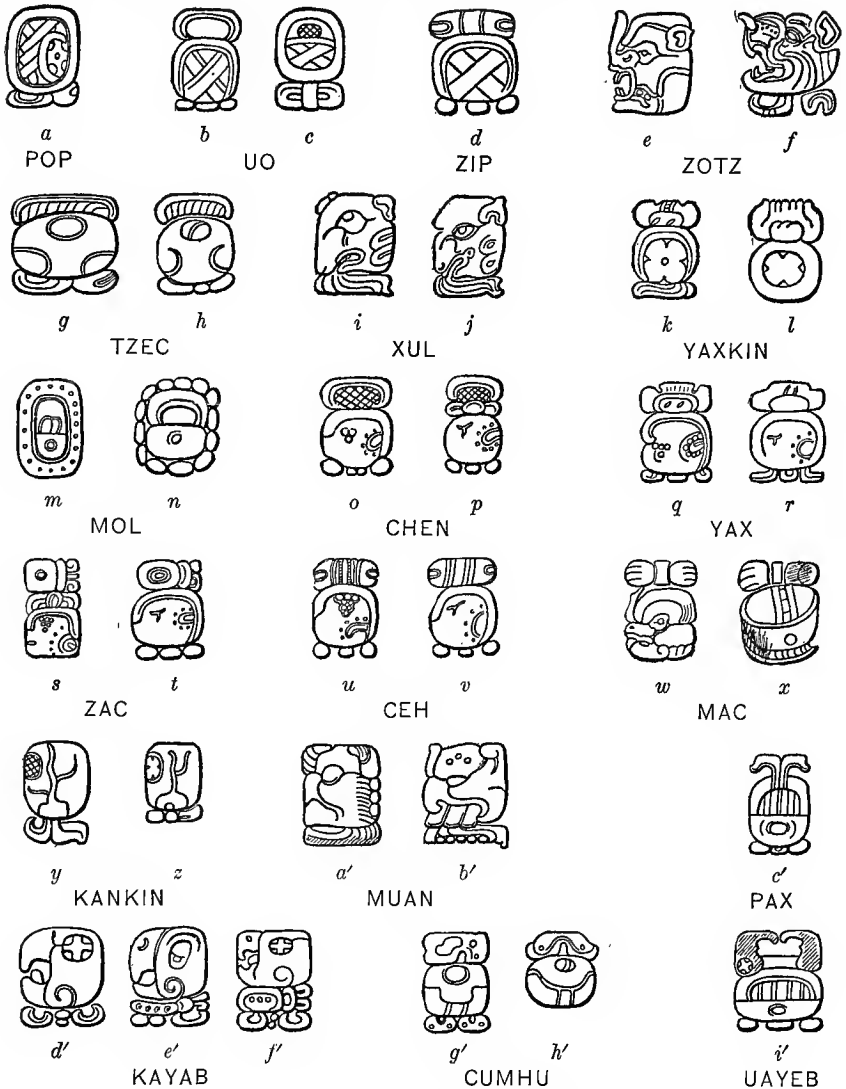 a b c d e f
POP UO ZIP ZOTZ
g h i j k l
TZEC XUL YAXKIN
m n o p q r
MOL CHEN YAX
s t u v w x
ZAC CEH MAC
y z a′ b′ c′
KANKIN MUAN PAX
d′ e′ f′ g′ h′ i′
KAYAB CUMHU UAYEB